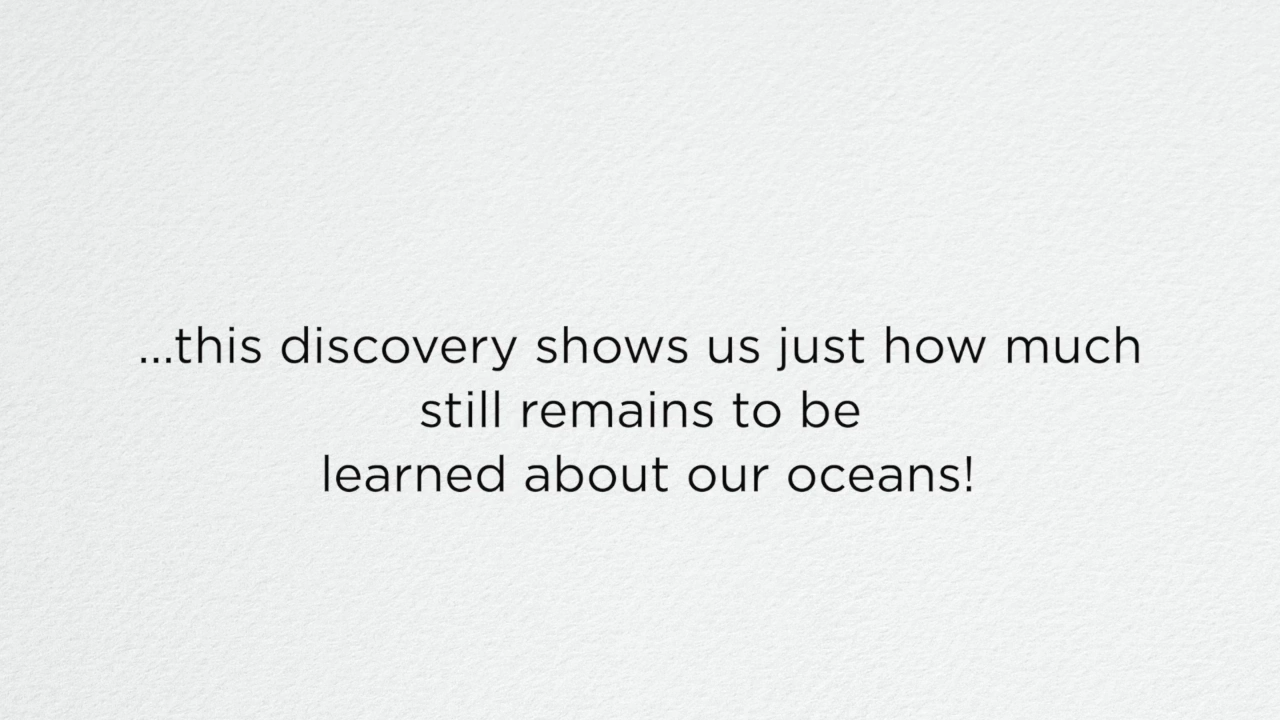 ...this discovery shows us just how much
still remains to be
learned about our oceans!